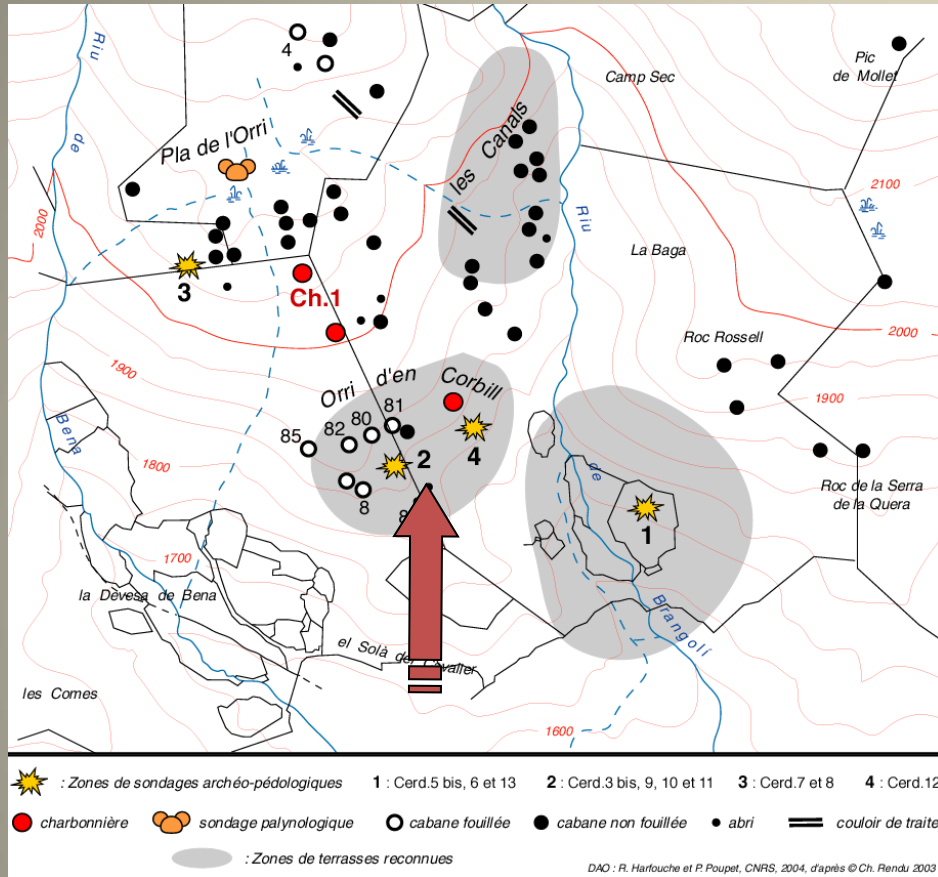 Riu
de
Bena
4
Pla de l'Orri
les Canals
Camp Sec
Pic
de Mollet
2100
2000
3
Ch.1
Riu
de
Brangolí
La Baga
Roc Rossell
2000
1900
1900
Orri d'en Corbill
85
82
80
81
2
4
8
8
1800
1
Roc de la Serra
de la Quera
1700
la Devesa de Bena
el Solà de
valier
les Comes
1600
: Zones de sondages archéo-pédologiques 1 : Cerd.5 bis, 6 et 13 2 : Cerd.3 bis, 9, 10 et 11 3 : Cerd.7 et 8 4 : Cerd.12
charbonnière sondage palynologique cabane fouillée cabane non fouillée abri couloir de traite
: Zones de terrasses reconnues
DAO : R. Harfouche et P. Poupet, CNRS, 2004, d'après © Ch. Rendu 2003